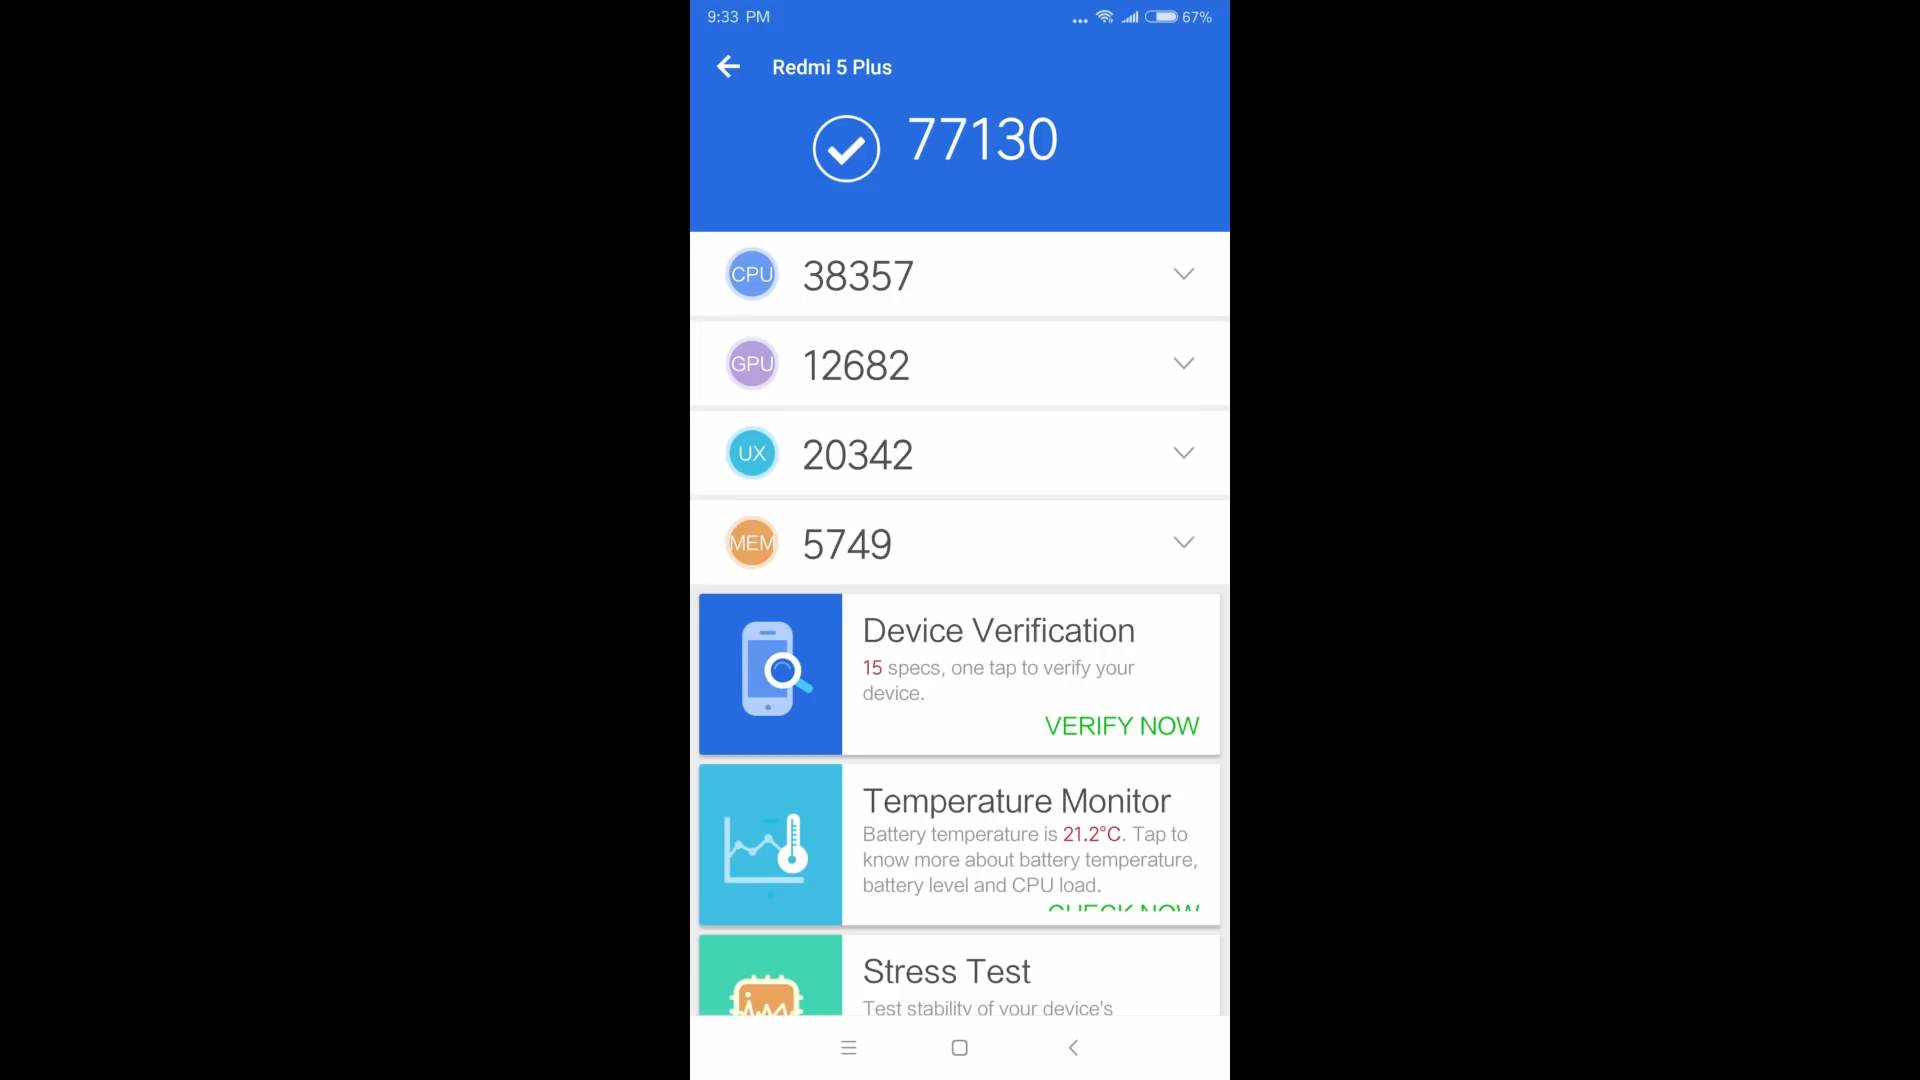 9:33 PM
... 67%
Redmi 5 Plus
77130
CPU 38357
GPU 12682
UX 20342
MEM 5749
Device Verification
15 specs, one tap to verify your
device.
VERIFY NOW
Temperature Monitor
Battery temperature is 21.2°C. Tap to
know more about battery temperature,
battery level and CPU load.
CHECK NOW
Stress Test
Test stability of your device's